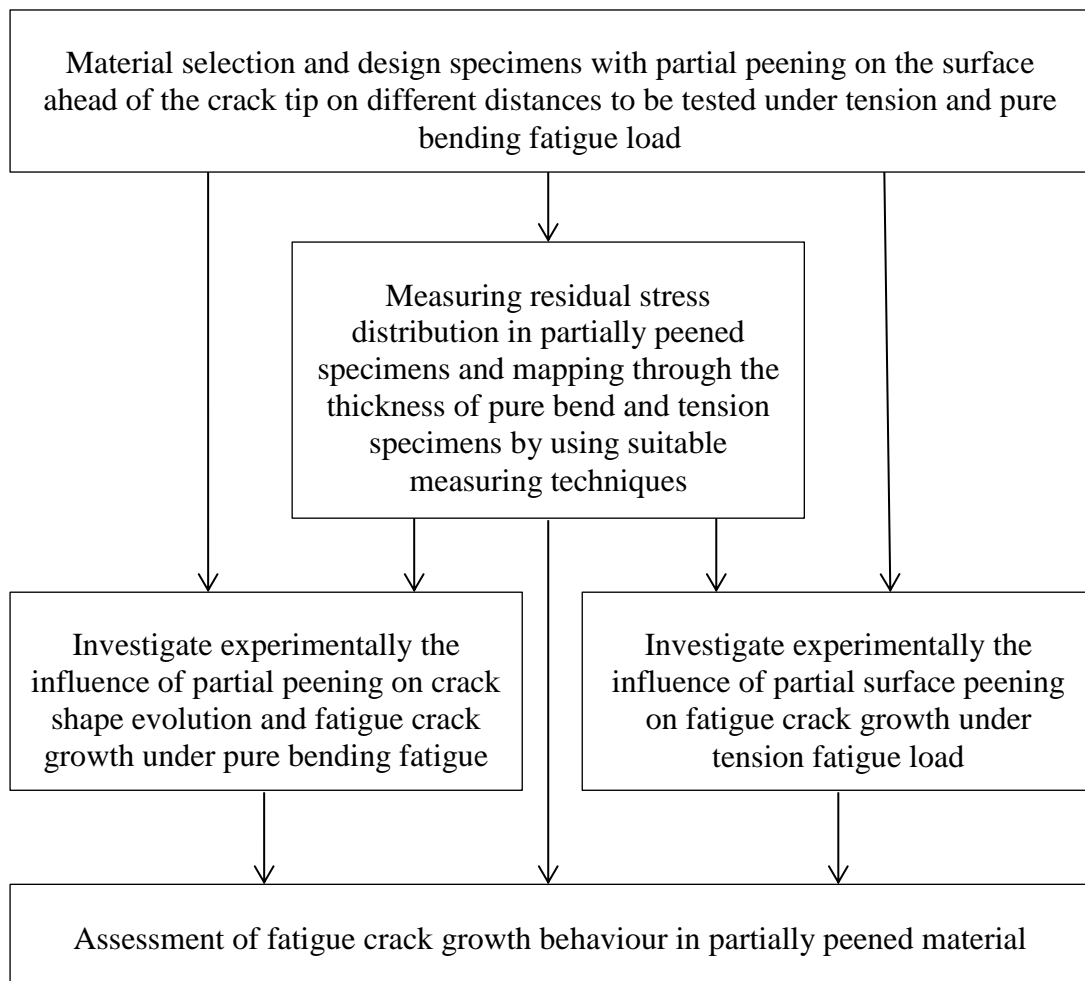 Material selection and design specimens with partial peening on the surface
ahead of the crack tip on different distances to be tested under tension and pure
bending fatigue load
Measuring residual stress
distribution in partially peened
specimens and mapping through the
thickness of pure bend and tension
specimens by using suitable
measuring techniques
Investigate experimentally the
influence of partial peening on crack
shape evolution and fatigue crack
growth under pure bending fatigue
Investigate experimentally the
influence of partial surface peening
on fatigue crack growth under
tension fatigue load
Assessment of fatigue crack growth behaviour in partially peened material